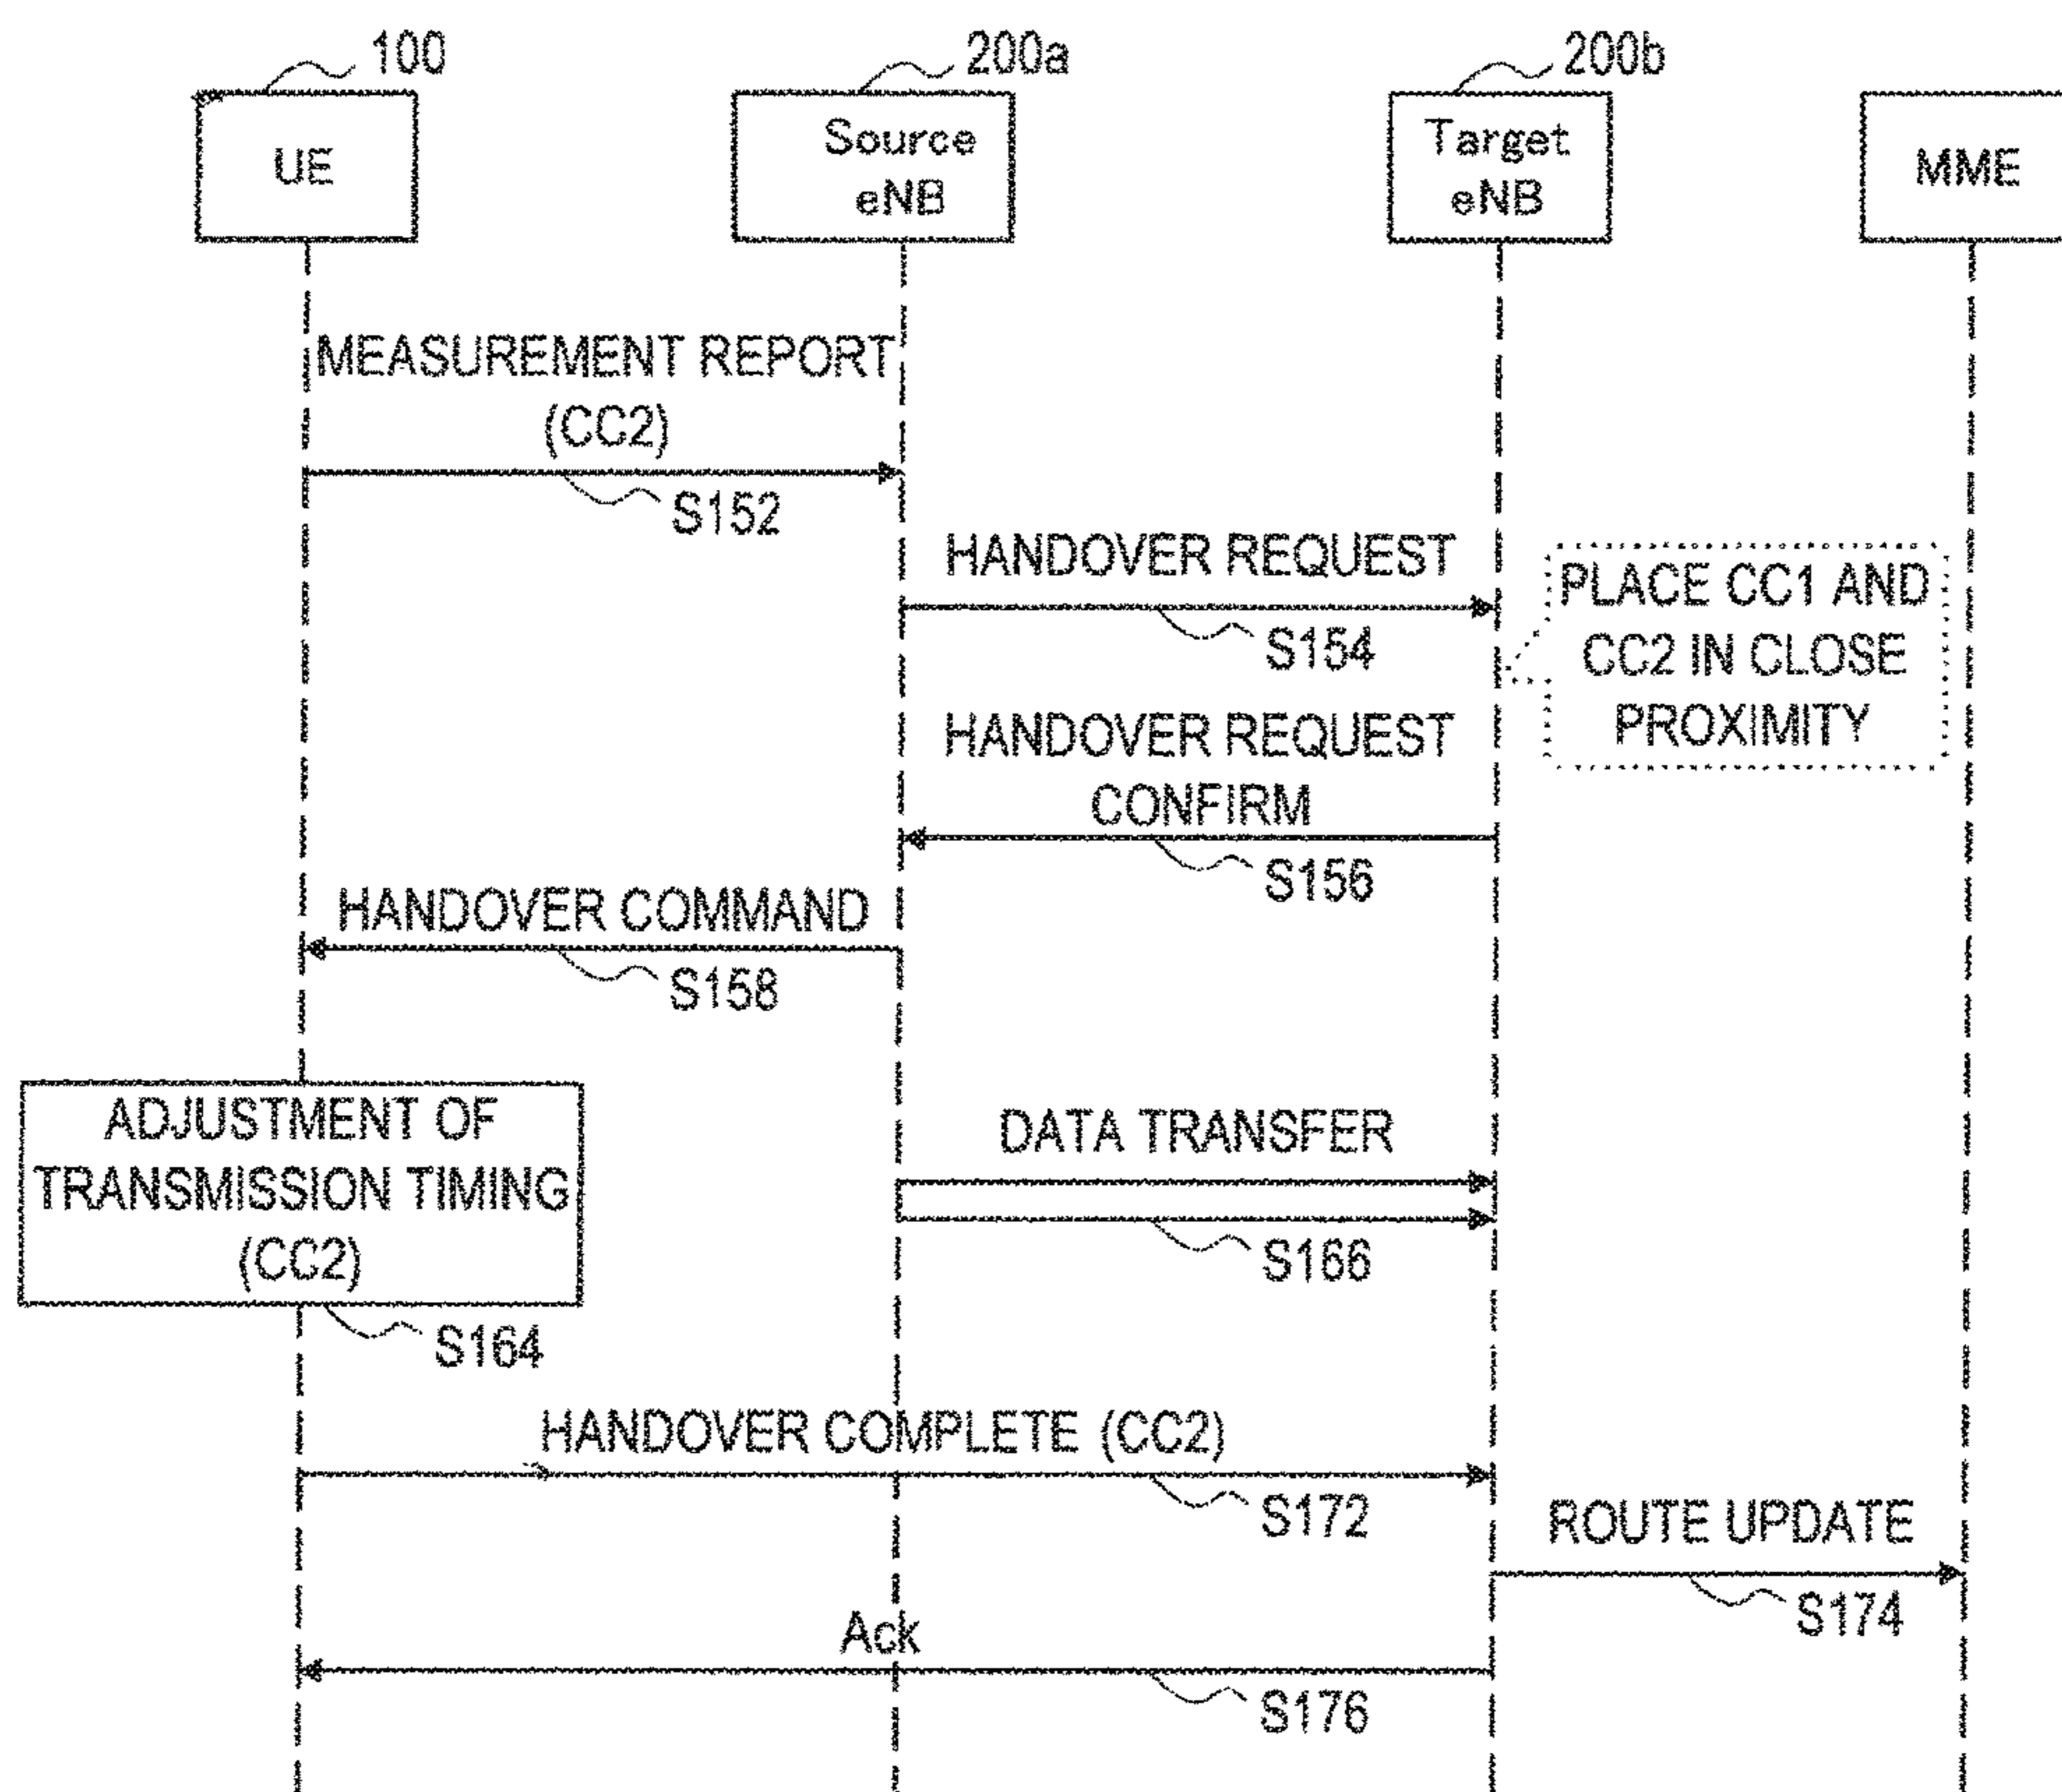 100
200a
200b
UE
Source
eNB
Target
eNB
MME
MEASUREMENT REPORT
(CC2)
S152
HANDOVER REQUEST
S154
PLACE CC1 AND
CC2 IN CLOSE
PROXIMITY
HANDOVER REQUEST
CONFIRM
S156
HANDOVER COMMAND
S158
ADJUSTMENT OF
TRANSMISSION TIMING
(CC2)
S164
DATA TRANSFER
S166
HANDOVER COMPLETE (CC2)
S172
ROUTE UPDATE
S174
Ack
S176